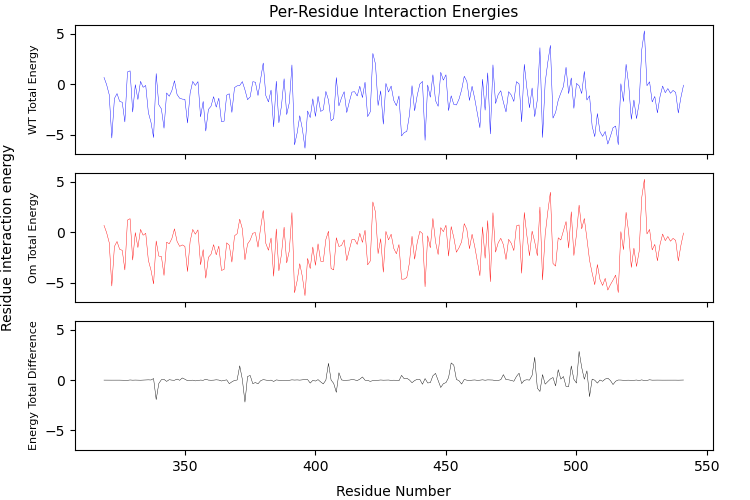 Per-Residue Interaction Energies
Residue interaction energy
WT Total Energy
5
0
−5
Om Total Energy
5
0
−5
Energy Total Difference
5
0
−5
350 400 450 500 550
Residue Number